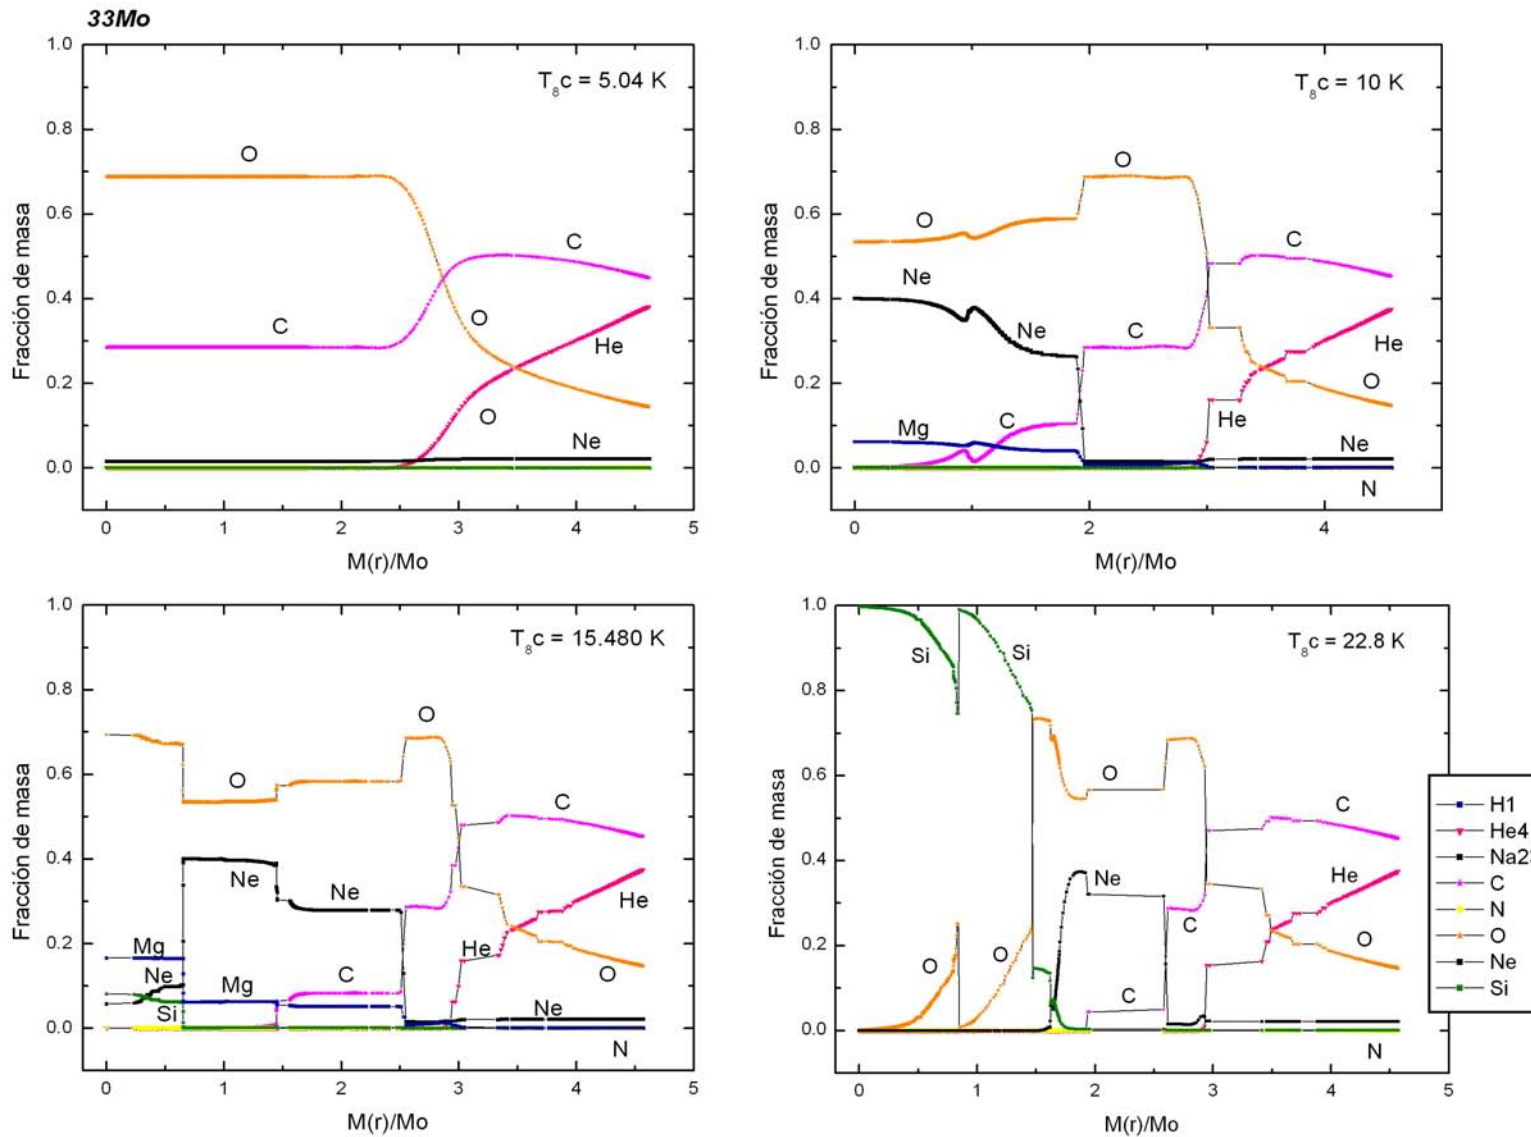 33Mo
1.0
0.8
0.6
0.4
0.2
0.0
Fracción de masa
T8c = 5.04 K
O
C
C
O
He
O
Ne
0 1 2 3 4 5
M(r)/Mo
1.0
0.8
0.6
0.4
0.2
0.0
Fracción de masa
T8c = 10 K
O
O
C
Ne
Ne
C
He
Mg
C
He
O
Ne
N
0 2 4
M(r)/Mo
1.0
0.8
0.6
0.4
0.2
0.0
Fracción de masa
T8c = 15.480 K
O
O
C
Ne
Ne
He
Mg
He
Ne
Mg
C
O
Si
Ne
N
0 1 2 3 4 5
M(r)/Mo
1.0
0.8
0.6
0.4
0.2
0.0
Fracción de masa
T8c = 22.8 K
Si
Si
O
C
Ne
He
C
O
O
O
C
N
0 1 2 3 4 5
M(r)/Mo
H1
He4
Na2
C
N
O
Ne
Si